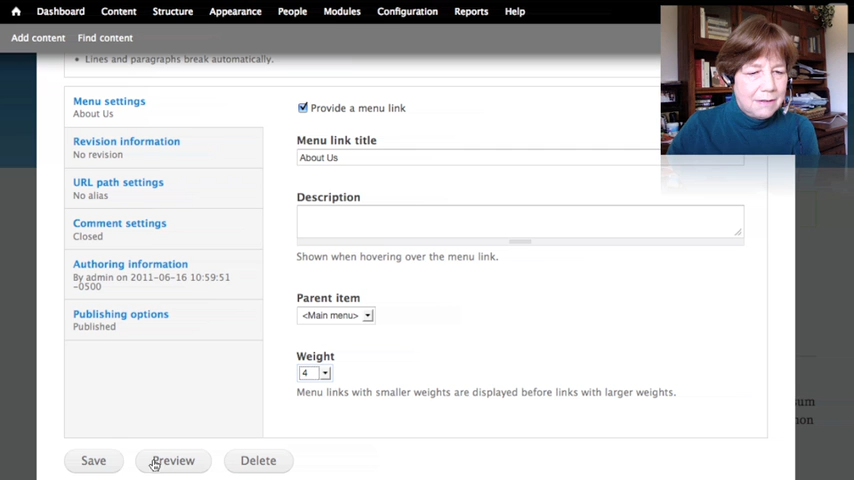 Dashboard Content Structure Appearance People Modules Configuration Reports Help
Add content Find content
• Lines and paragraphs break automatically.
Menu settings
About Us
Revision information
No revision
URL path settings
No alias
Comment settings
Closed
Authoring information
By admin on 2011-06-16 10:59:51
-0500
Publishing options
Published
Provide a menu link
Menu link title
About Us
Description
Shown when hovering over the menu link.
Parent item
<Main menu>
Weight
4
Menu links with smaller weights are displayed before links with larger weights.
Save Preview Delete